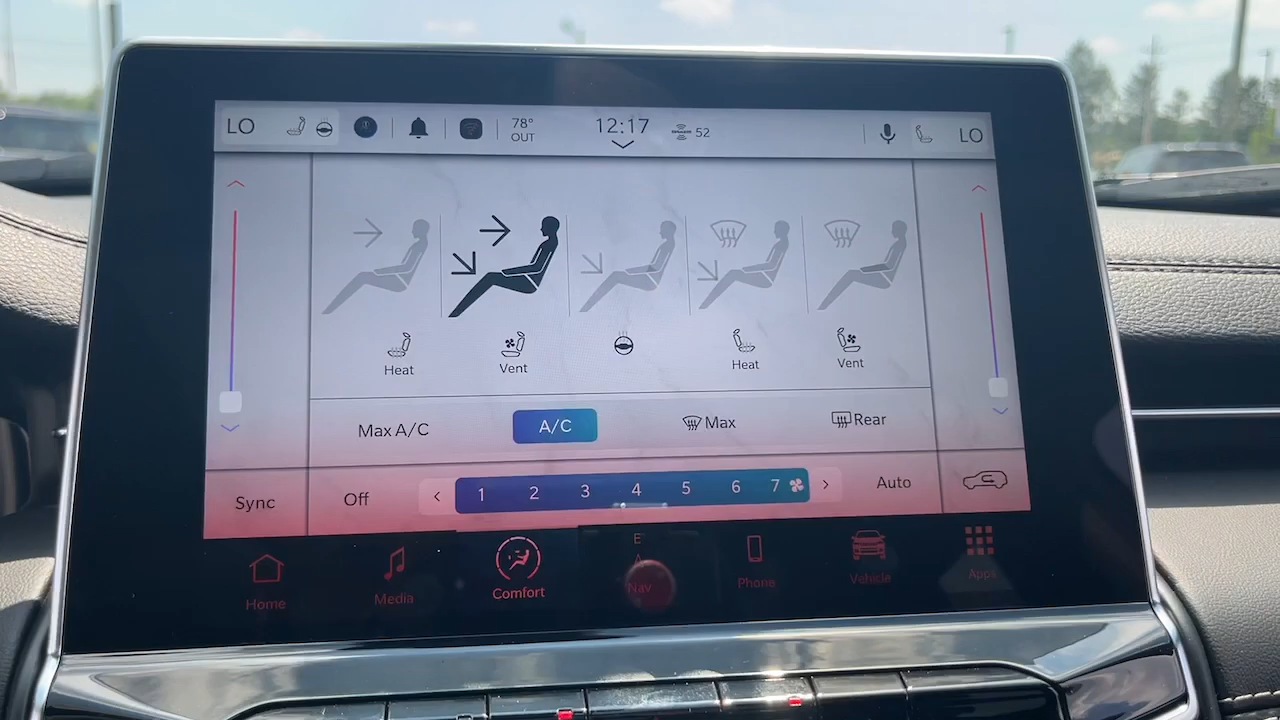 LO
78°
OUT
12:17
52
LO
Heat
Vent
Heat
Vent
Max A/C
A/C
Max
Rear
Sync
Off
1 2 3 4 5 6 7
Auto
E
Home
Media
Comfort
Nav
Phone
Vehicle
Apps